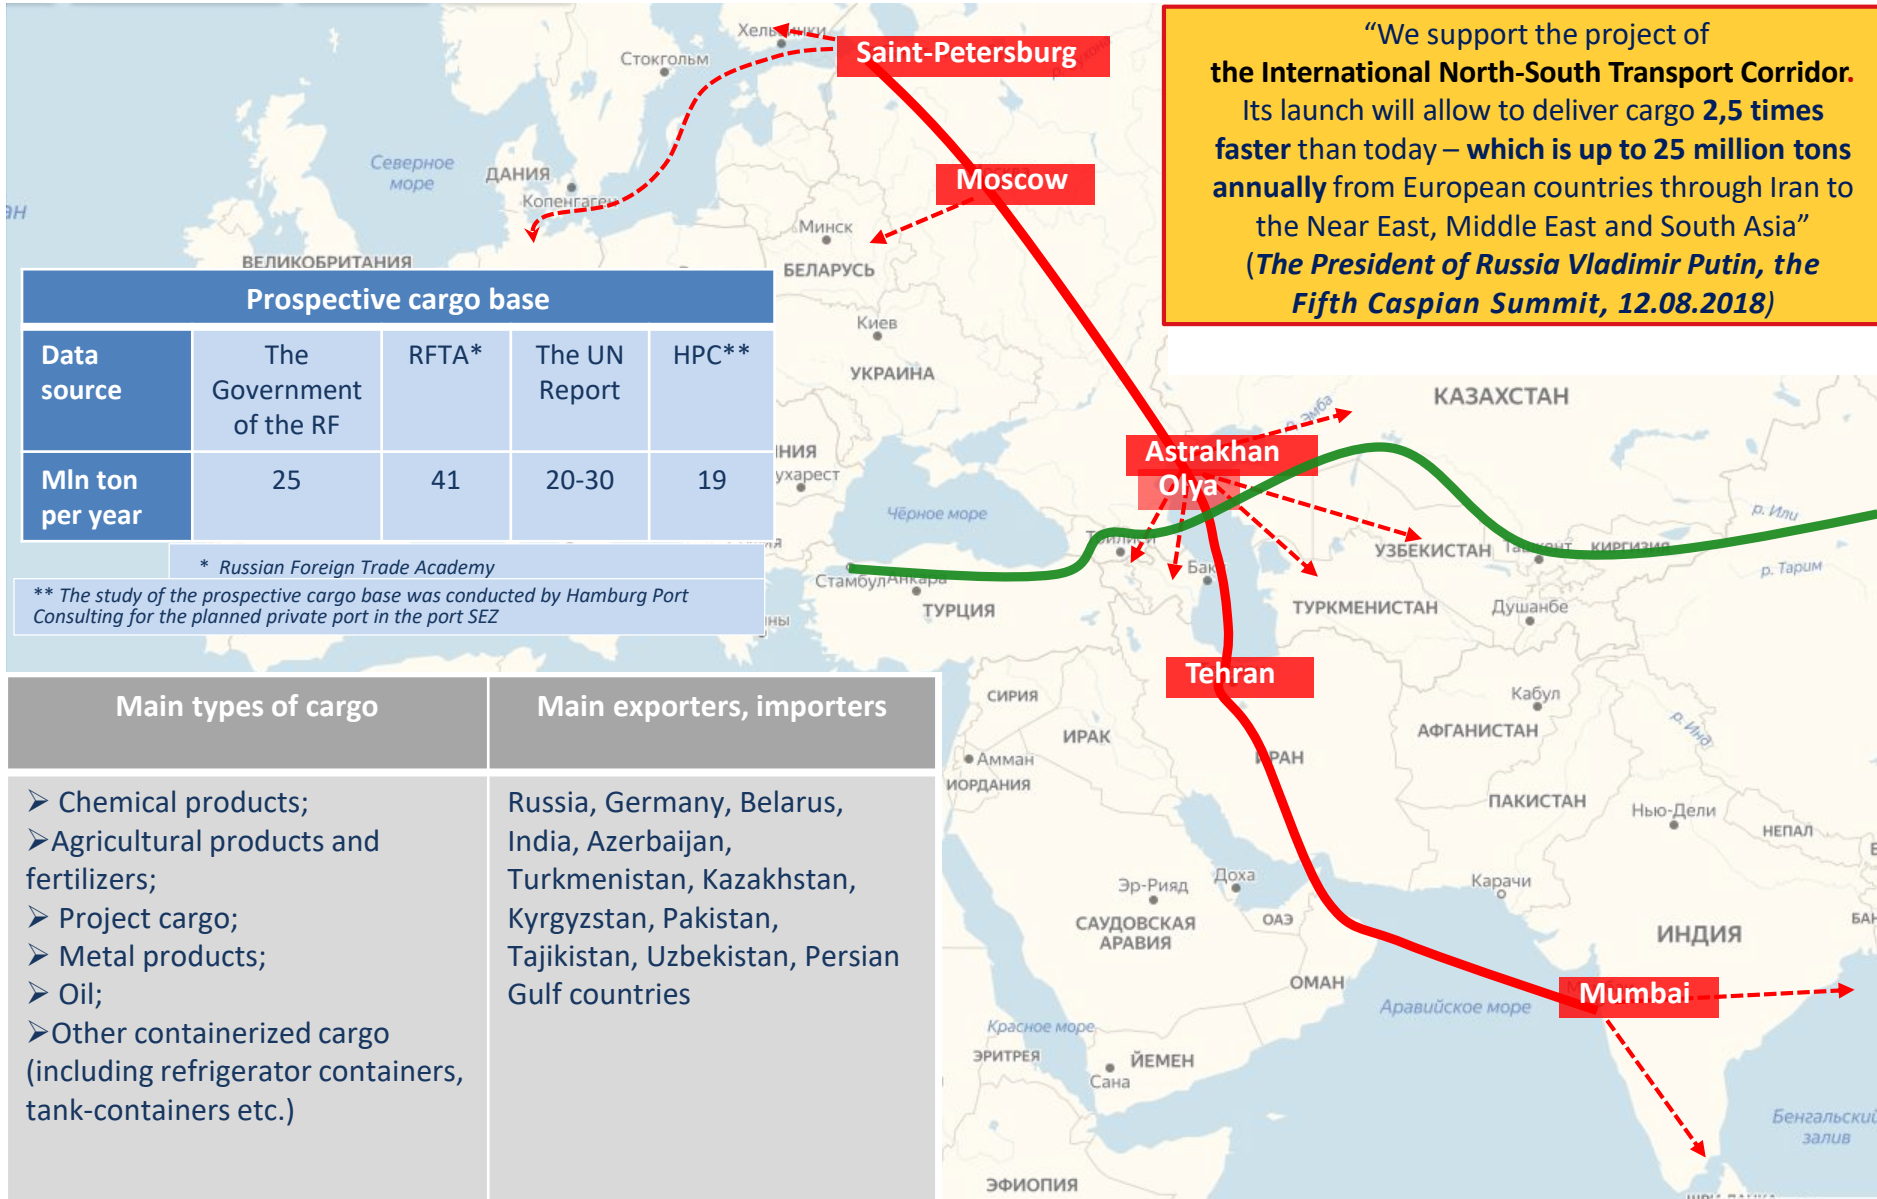 Хельсинки
Стокгольм
Saint-Petersburg
Северное
море
ДАНИЯ
Копенгаген
Moscow
Минск
БЕЛАРУСЬ
ВЕЛИКОБРИТАНИЯ
Киев
УКРАИНА
“We support the project of
the International North-South Transport Corridor.
Its launch will allow to deliver cargo 2,5 times
faster than today – which is up to 25 million tons
annually from European countries through Iran to
the Near East, Middle East and South Asia”
(The President of Russia Vladimir Putin, the
Fifth Caspian Summit, 12.08.2018)
Prospective cargo base
Data source | The Government of the RF | RFTA* | The UN Report | HPC**
Mln ton per year | 25 | 41 | 20-30 | 19
* Russian Foreign Trade Academy
** The study of the prospective cargo base was conducted by Hamburg Port
Consulting for the planned private port in the port SEZ
КАЗАХСТАН
р. Эмба
Astrakhan
Olya
Чёрное море
р. Или
УЗБЕКИСТАН
Ташкент
КИРГИЗИЯ
р. Тарим
Тбилиси
Баку
Стамбул
Анкара
ТУРЦИЯ
ТУРКМЕНИСТАН
Душанбе
Tehran
СИРИЯ
Кабул
ИРАК
АФГАНИСТАН
р. Инд
Амман
ИРАН
ИОРДАНИЯ
ПАКИСТАН
Нью-Дели
НЕПАЛ
Эр-Рияд
Доха
Карачи
САУДОВСКАЯ
АРАВИЯ
ОАЭ
ИНДИЯ
ОМАН
Mumbai
Аравийское море
Красное море
ЭРИТРЕЯ
ЙЕМЕН
Сана
Бенгальский
залив
ЭФИОПИЯ
Main types of cargo
➢ Chemical products;
➢Agricultural products and
fertilizers;
➢ Project cargo;
➢ Metal products;
➢ Oil;
➢Other containerized cargo
(including refrigerator containers,
tank-containers etc.)
Main exporters, importers
Russia, Germany, Belarus,
India, Azerbaijan,
Turkmenistan, Kazakhstan,
Kyrgyzstan, Pakistan,
Tajikistan, Uzbekistan, Persian
Gulf countries